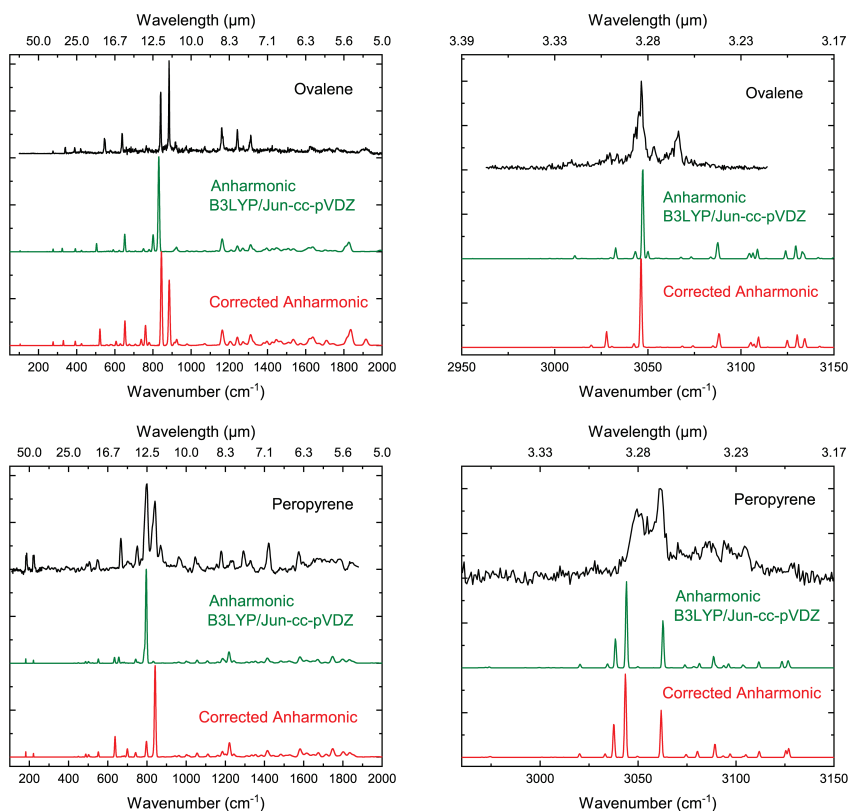 Wavelength (µm)
50.0 25.0 16.7 12.5 10.0 8.3 7.1 6.3 5.6 5.0
Ovalene
Anharmonic
B3LYP/Jun-cc-pVDZ
Corrected Anharmonic
200 400 600 800 1000 1200 1400 1600 1800 2000
Wavenumber (cm⁻¹)
Wavelength (µm)
3.39 3.33 3.28 3.23 3.17
Ovalene
Anharmonic
B3LYP/Jun-cc-pVDZ
Corrected Anharmonic
2950 3000 3050 3100 3150
Wavenumber (cm⁻¹)
Wavelength (µm)
50.0 25.0 16.7 12.5 10.0 8.3 7.1 6.3 5.6 5.0
Peropyrene
Anharmonic
B3LYP/Jun-cc-pVDZ
Corrected Anharmonic
200 400 600 800 1000 1200 1400 1600 1800 2000
Wavenumber (cm⁻¹)
Wavelength (µm)
3.33 3.28 3.23 3.17
Peropyrene
Anharmonic
B3LYP/Jun-cc-pVDZ
Corrected Anharmonic
3000 3050 3100 3150
Wavenumber (cm⁻¹)